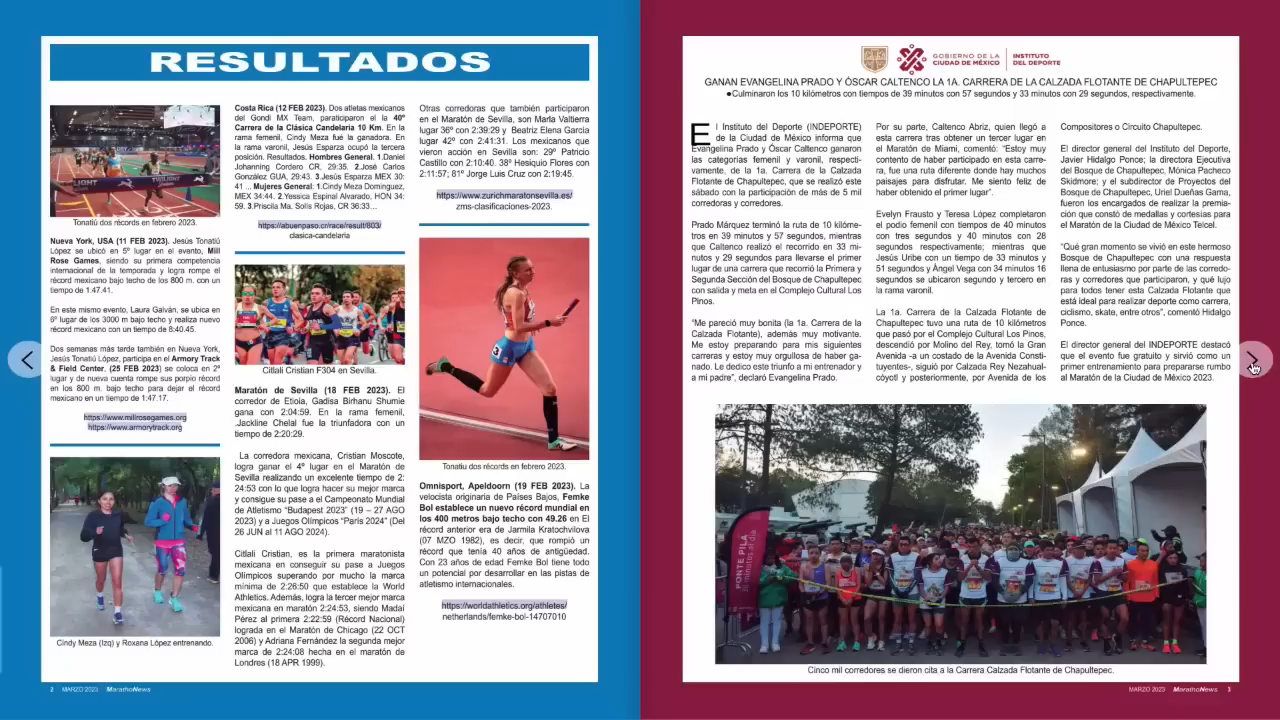 RESULTADOS
Tonatiú dos récords en febrero 2023.
Nueva York, USA (11 FEB 2023). Jesús Tonatiú
López se ubicó en 5º lugar en el evento, Mill
Rose Games, siendo su primera competencia
internacional de la temporada y logra rompe el
récord mexicano bajo techo de los 800 m. con un
tiempo de 1:47.41.
En este mismo evento, Laura Galván, se ubica en
6º lugar de los 3000 m bajo techo y realiza nuevo
récord mexicano con un tiempo de 8:40.45.
Dos semanas más tarde también en Nueva York,
Jesús Tonatiú López, participa en el Armory Track
& Field Center, (25 FEB 2023) se coloca en 2º
lugar y de nueva cuenta rompe sus porpio récord
en los 800 m. bajo techo para dejar el récord
mexicano en un tiempo de 1:47.17.
https://www.millrosegames.org
https://www.armorytrack.org
Cindy Meza (Izq) y Roxana López entrenando.
Costa Rica (12 FEB 2023). Dos atletas mexicanos
del Gondi MX Team, paraticiparon el la 40º
Carrera de la Clásica Candelaria 10 Km. En la
rama femenil, Cindy Meza fué la ganadora. En
la rama varonil, Jesús Esparza ocupó la tercera
posición. Resultados. Hombres General. 1.Daniel
Johanning Cordero CR, 29:35. 2.José Carlos
González GUA, 29:43. 3.Jesús Esparza MEX 30:
41 ... Mujeres General: 1.Cindy Meza Dominguez,
MEX 34:44. 2.Yessica Espinal Alvarado, HON 34:
59. 3 Priscila Ma. Solís Rojas, CR 36:33…
https://abuenpaso.cr/race/result/803/
clasica-candelaria
Citlali Cristian F304 en Sevilla.
Maratón de Sevilla (18 FEB 2023). El
corredor de Etioía, Gadisa Birhanu Shumie
gana con 2:04:59. En la rama femenil,
Jackline Chelal fue la triunfadora con un
tiempo de 2:20:29.
La corredora mexicana, Cristian Moscote,
logra ganar el 4º lugar en el Maratón de
Sevilla realizando un excelente tiempo de 2:
24:53 con lo que logra hacer su mejor marca
y consigue su pase a el Campeonato Mundial
de Atletismo “Budapest 2023” (19 – 27 AGO
2023) y a Juegos Olímpicos “París 2024” (Del
26 JUN al 11 AGO 2024).
Citlali Cristian, es la primera maratonista
mexicana en conseguir su pase a Juegos
Olímpicos superando por mucho la marca
mínima de 2:26:50 que establece la World
Athletics. Además, logra la tercer mejor marca
mexicana en maratón 2:24:53, siendo Madaí
Pérez al primer 2:22:59 (Récord Nacional)
lograda en el Maratón de Chicago (22 OCT
2006) y Adriana Fernández la segunda mejor
marca de 2:24:08 hecha en el maratón de
Londres (18 APR 1999).
Otras corredoras que también participaron
en el Maratón de Sevilla, son Marla Valtierra
lugar 36º con 2:39:29 y Beatriz Elena García
lugar 42º con 2:41:31. Los mexicanos que
vieron acción en Sevilla son: 29º Patricio
Castillo con 2:10:40. 38º Hesiquio Flores con
2:11:57; 81º Jorge Luis Cruz con 2:19:45.
https://www.zurichmaratonsevilla.es/
zms-clasificaciones-2023.
Tonatiu dos récords en febrero 2023.
Omnisport, Apeldoorn (19 FEB 2023). La
velocista originaria de Países Bajos, Femke
Bol establece un nuevo récord mundial en
los 400 metros bajo techo con 49.26 en El
récord anterior era de Jarmila Kratochvilova
(07 MZO 1982), es decir, que rompió un
récord que tenía 40 años de antigüedad.
Con 23 años de edad Femke Bol tiene todo
un potencial por desarrollar en las pistas de
atletismo internacionales.
https://worldathletics.org/athletes/
netherlands/femke-bol-14707010
2 MARZO 2023 MarathoNews
GOBIERNO DE LA
CIUDAD DE MÉXICO
INSTITUTO
DEL DEPORTE
GANAN EVANGELINA PRADO Y ÓSCAR CALTENCO LA 1A. CARRERA DE LA CALZADA FLOTANTE DE CHAPULTEPEC
●Culminaron los 10 kilómetros con tiempos de 39 minutos con 57 segundos y 33 minutos con 29 segundos, respectivamente.
El Instituto del Deporte (INDEPORTE)
de la Ciudad de México informa que
Evangelina Prado y Óscar Caltenco ganaron
las categorías femenil y varonil, respecti-
vamente, de la 1a. Carrera de la Calzada
Flotante de Chapultepec, que se realizó este
sábado con la participación de más de 5 mil
corredoras y corredores.
Prado Márquez terminó la ruta de 10 kilóme-
tros en 39 minutos y 57 segundos, mientras
que Caltenco realizó el recorrido en 33 mi-
nutos y 29 segundos para llevarse el primer
lugar de una carrera que recorrió la Primera y
Segunda Sección del Bosque de Chapultepec
con salida y meta en el Complejo Cultural Los
Pinos.
“Me pareció muy bonita (la 1a. Carrera de la
Calzada Flotante), además muy motivante.
Me estoy preparando para mis siguientes
carreras y estoy muy orgullosa de haber ga-
nado. Le dedico este triunfo a mi entrenador y
a mi padre”, declaró Evangelina Prado.
Por su parte, Caltenco Abriz, quien llegó a
esta carrera tras obtener un tercer lugar en
el Maratón de Miami, comentó: “Estoy muy
contento de haber participado en esta carre-
ra, fue una ruta diferente donde hay muchos
paisajes para disfrutar. Me siento feliz de
haber obtenido el primer lugar”.
Evelyn Frausto y Teresa López completaron
el podio femenil con tiempos de 40 minutos
con tres segundos y 40 minutos con 28
segundos respectivamente; mientras que
Jesús Uribe con un tiempo de 33 minutos y
51 segundos y Ángel Vega con 34 minutos 16
segundos se ubicaron segundo y tercero en
la rama varonil.
La 1a. Carrera de la Calzada Flotante de
Chapultepec tuvo una ruta de 10 kilómetros
que pasó por el Complejo Cultural Los Pinos,
descendió por Molino del Rey, tomó la Gran
Avenida -a un costado de la Avenida Consti-
tuyentes-, siguió por Calzada Rey Nezahual-
cóyotl y posteriormente, por Avenida de los
Compositores o Circuito Chapultepec.
El director general del Instituto del Deporte,
Javier Hidalgo Ponce; la directora Ejecutiva
del Bosque de Chapultepec, Mónica Pacheco
Skidmore; y el subdirector de Proyectos del
Bosque de Chapultepec, Uriel Dueñas Gama,
fueron los encargados de realizar la premia-
ción que constó de medallas y cortesías para
el Maratón de la Ciudad de México Telcel.
“Qué gran momento se vivió en este hermoso
Bosque de Chapultepec con una respuesta
llena de entusiasmo por parte de las corredo-
ras y corredores que participaron, y qué lujo
para todos tener esta Calzada Flotante que
está ideal para realizar deporte como carrera,
ciclismo, skate, entre otros”, comentó Hidalgo
Ponce.
El director general del INDEPORTE destacó
que el evento fue gratuito y sirvió como un
primer entrenamiento para prepararse rumbo
al Maratón de la Ciudad de México 2023.
PONTE PILA
Cinco mil corredores se dieron cita a la Carrera Calzada Flotante de Chapultepec.
MARZO 2023 MarathoNews 3